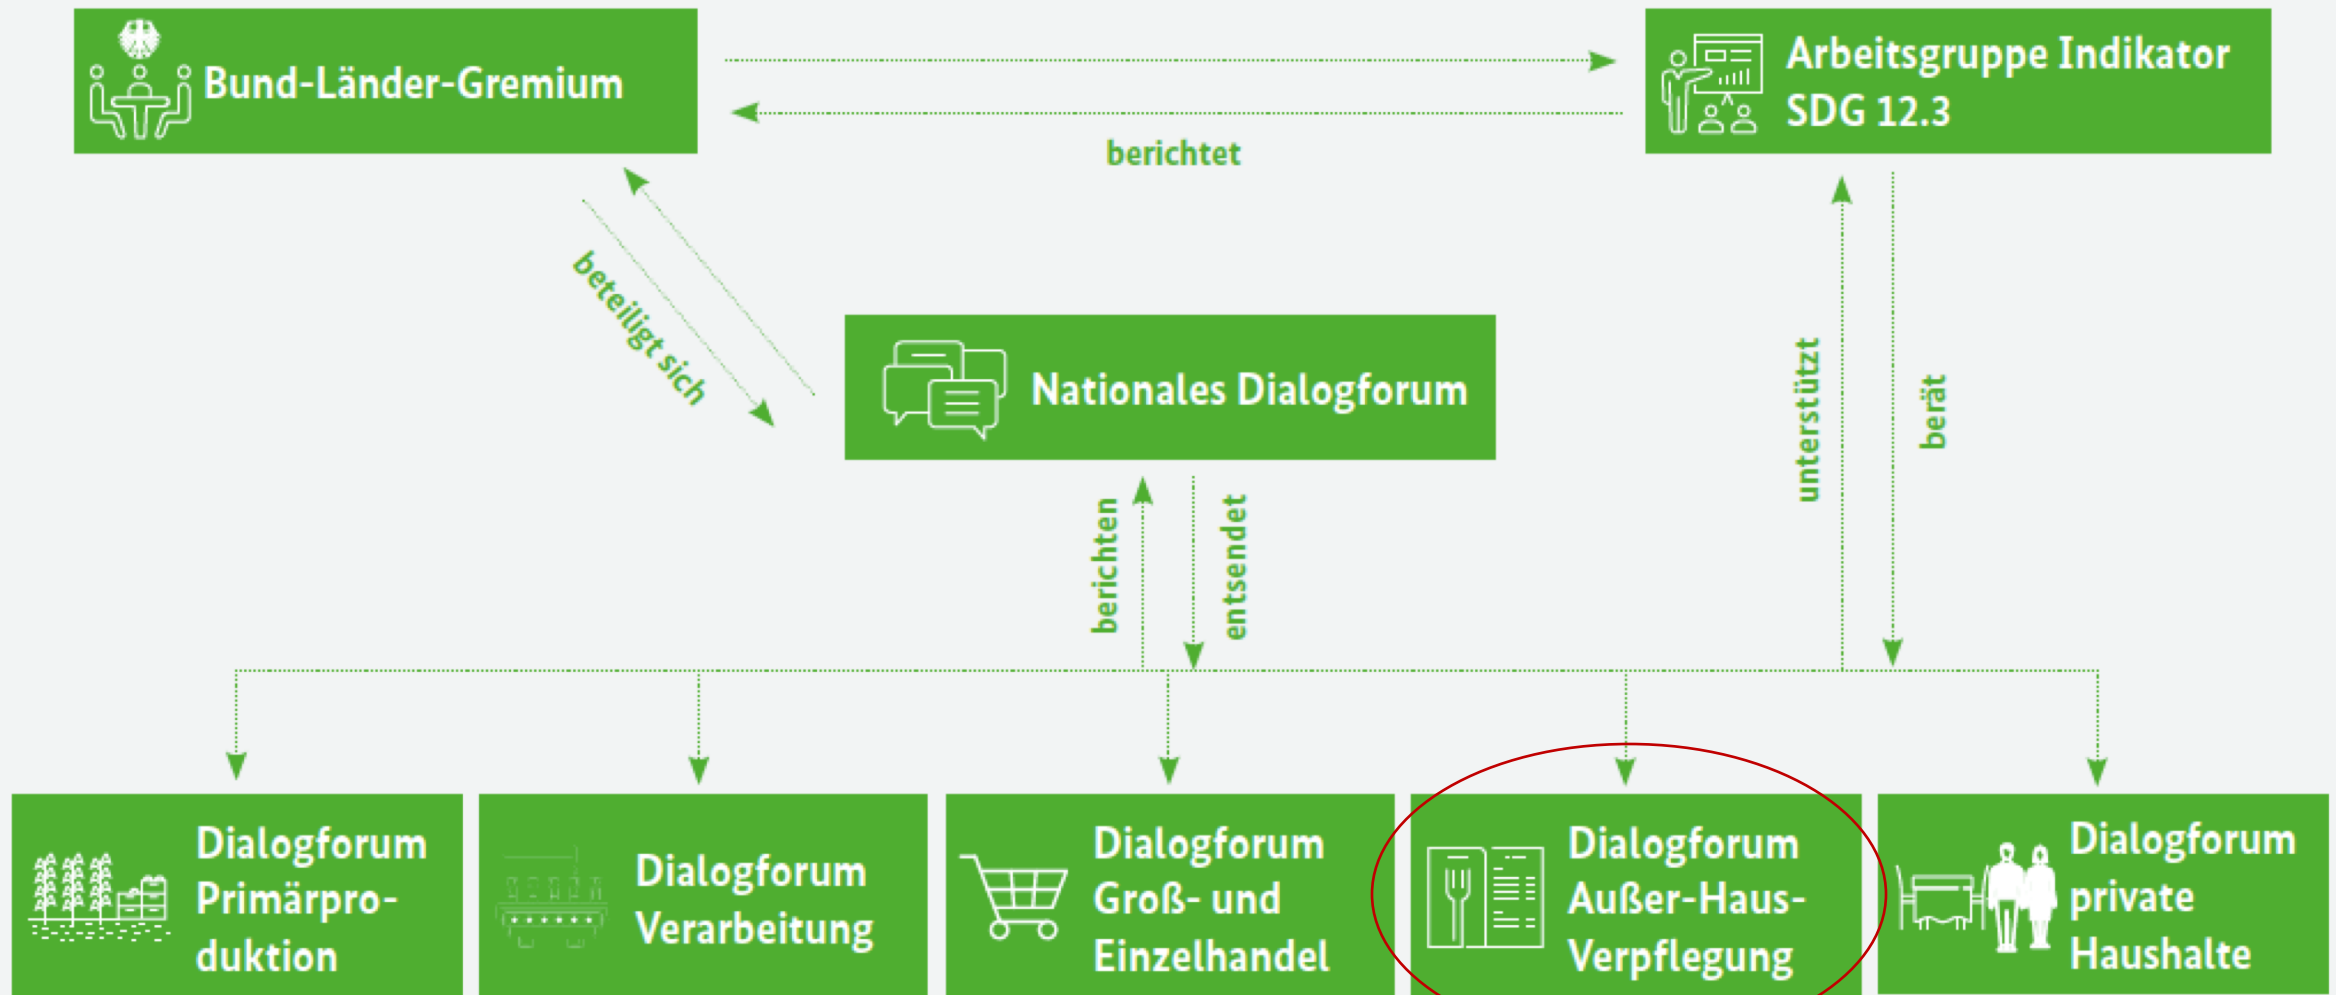 Bund-Länder-Gremium
Arbeitsgruppe Indikator
SDG 12.3
berichtet
beteiligt sich
Nationales Dialogforum
unterstützt
berät
berichten
entsendet
Dialogforum
Primärpro-
duktion
Dialogforum
Verarbeitung
Dialogforum
Groß- und
Einzelhandel
Dialogforum
Außer-Haus-
Verpflegung
Dialogforum
private
Haushalte